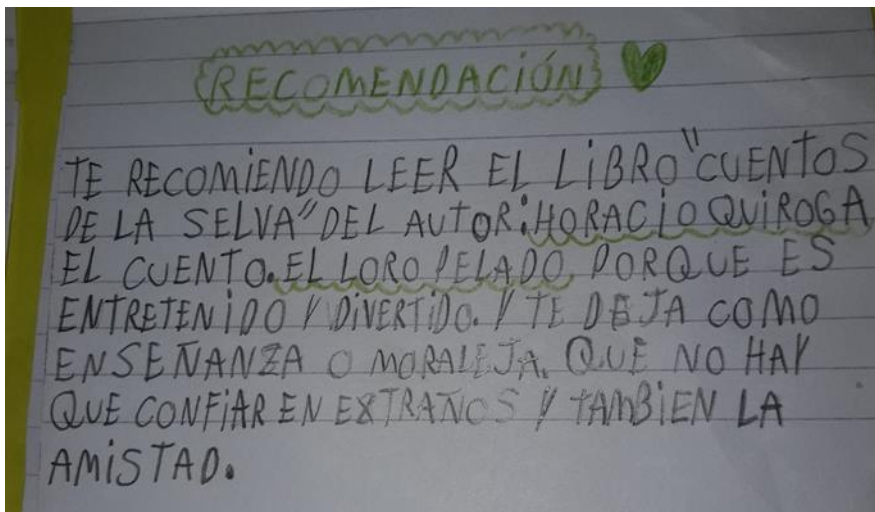 RECOMENDACIÓN
TE RECOMIENDO LEER EL LIBRO "CUENTOS
DE LA SELVA" DEL AUTOR: HORACIO QUIROGA
EL CUENTO. EL LORO PELADO PORQUE ES
ENTRETENIDO Y DIVERTIDO. Y TE DEJA COMO
ENSEÑANZA O MORALEJA. QUE NO HAY
QUE CONFIAR EN EXTRAÑOS Y TAMBIEN LA
AMISTAD.